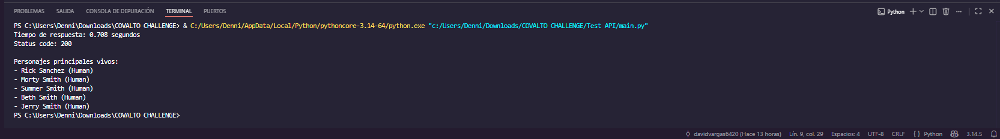 PROBLEMAS SALIDA CONSOLA DE DEPURACIÓN TERMINAL PUERTOS Python
PS C:\Users\Denni\Downloads\COVALTO CHALLENGE> & C:/Users/Denni/AppData/Local/Python/pythoncore-3.14-64/python.exe "c:/Users/Denni/Downloads/COVALTO CHALLENGE/Test API/main.py"
Tiempo de respuesta: 0.708 segundos
Status code: 200
Personajes principales vivos:
- Rick Sanchez (Human)
- Morty Smith (Human)
- Summer Smith (Human)
- Beth Smith (Human)
- Jerry Smith (Human)
PS C:\Users\Denni\Downloads\COVALTO CHALLENGE>
davidvargas6420 (Hace 13 horas) Lín. 9, col. 29 Espacios: 4 UTF-8 CRLF {} Python 3.14.5